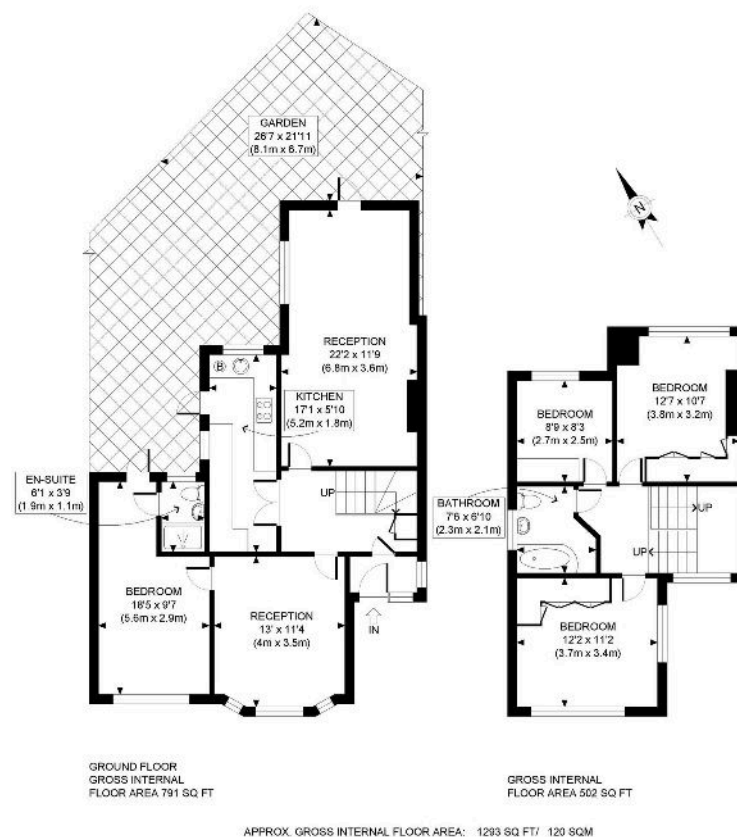 GARDEN
26'7 x 21'11
(8.1m x 6.7m)
N
RECEPTION
22'2 x 11'9
(6.8m x 3.6m)
B
KITCHEN
17'1 x 5'10
(5.2m x 1.8m)
BEDROOM
12'7 x 10'7
(3.8m x 3.2m)
BEDROOM
8'9 x 8'3
(2.7m x 2.5m)
EN-SUITE
6'1 x 3'9
(1.9m x 1.1m)
UP
BATHROOM
7'6 x 6'10
(2.3m x 2.1m)
UP
UP
BEDROOM
18'5 x 9'7
(5.6m x 2.9m)
RECEPTION
13' x 11'4
(4m x 3.5m)
IN
BEDROOM
12'2 x 11'2
(3.7m x 3.4m)
GROUND FLOOR
GROSS INTERNAL
FLOOR AREA 791 SQ FT
GROSS INTERNAL
FLOOR AREA 502 SQ FT
APPROX. GROSS INTERNAL FLOOR AREA: 1293 SQ FT/ 120 SQM